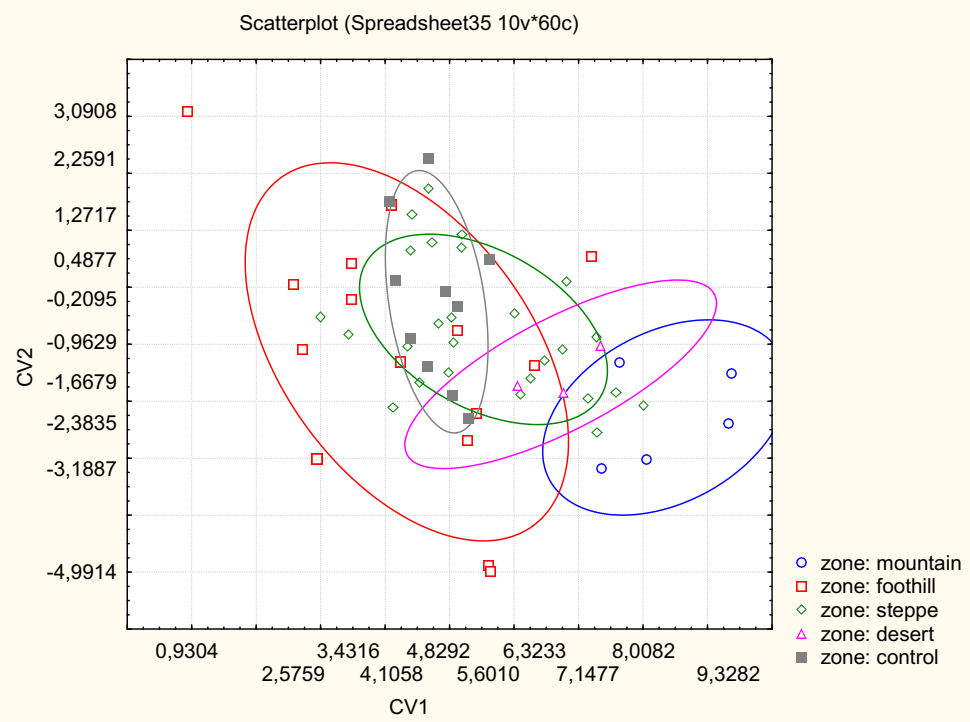 Scatterplot (Spreadsheet35 10v*60c)
3,0908
2,2591
1,2717
0,4877
-0,2095
-0,9629
-1,6679
-2,3835
-3,1887
-4,9914
CV2
0,9304 3,4316 4,8292 6,3233 8,0082
2,5759 4,1058 5,6010 7,1477 9,3282
CV1
zone: mountain
zone: foothill
zone: steppe
zone: desert
zone: control